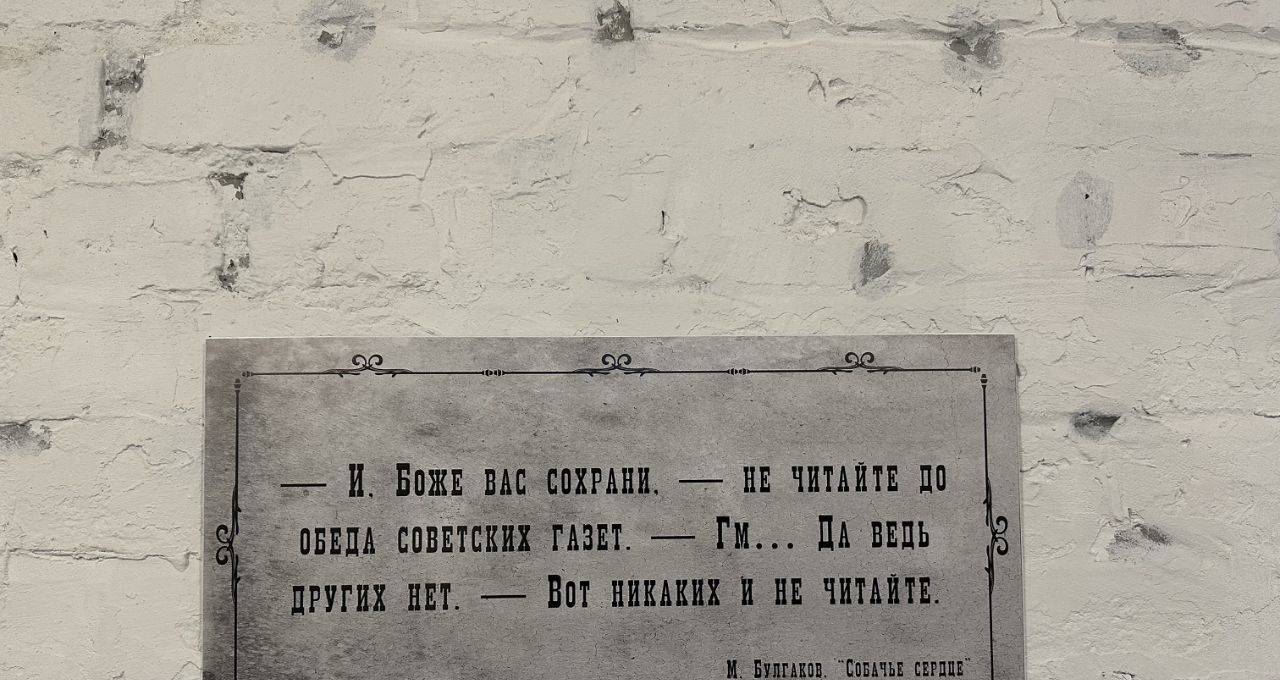 — И, Боже вас сохрани, — не читайте до
обеда советских газет. — Гм... Да ведь
других нет. — Вот никаких и не читайте.
М. Булгаков, "Собачье сердце"